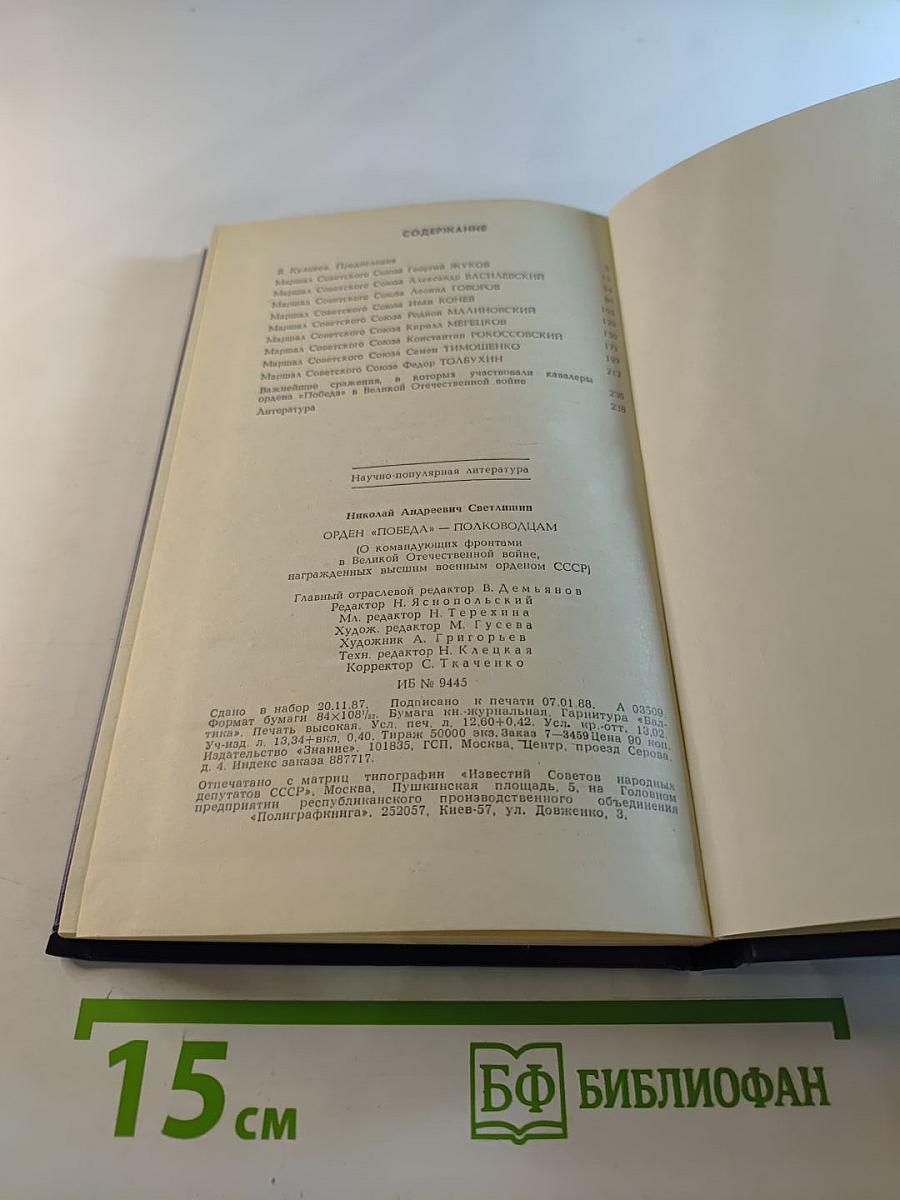 СОДЕРЖАНИЕ
В. Куликов. Предисловие
Маршал Советского Союза Георгий ЖУКОВ
Маршал Советского Союза Александр ВАСИЛЕВСКИЙ
Маршал Советского Союза Леонид ГОВОРОВ
Маршал Советского Союза Иван КОНЕВ
Маршал Советского Союза Родион МАЛИНОВСКИЙ
Маршал Советского Союза Кирилл МЕРЕЦКОВ
Маршал Советского Союза Константин РОКОССОВСКИЙ
Маршал Советского Союза Семен ТИМОШЕНКО
Маршал Советского Союза Федор ТОЛБУХИН
Важнейшие сражения, в которых участвовали кавалеры
ордена «Победа» в Великой Отечественной войне
Литература 238
Научно-популярная литература
Николай Андреевич Светлишин
ОРДЕН «ПОБЕДА» — ПОЛКОВОДЦАМ
(О командующих фронтами
в Великой Отечественной войне,
награжденных высшим военным орденом СССР)
Главный отраслевой редактор В. Демьянов
Редактор Н. Яснопольский
Мл. редактор Н. Терехина
Худож. редактор М. Гусева
Художник А. Григорьев
Техн. редактор Н. Клецкая
Корректор С. Ткаченко
ИБ № 9445
Сдано в набор 20.11.87. Подписано к печати 07.01.88. А 03509.
Формат бумаги 84×108¹/₃₂. Бумага кн.-журнальная. Гарнитура «Бал-
тика». Печать высокая. Усл. печ. л. 12,60+0,42. Усл. кр.-отт. 13,02.
Уч-изд. л. 13,34+вкл. 0,40. Тираж 50000 экз. Заказ 7—3459 Цена 90 коп.
Издательство «Знание». 101835, ГСП, Москва, Центр, проезд Серова,
д. 4. Индекс заказа 887717.
Отпечатано с матриц типографии «Известий Советов народных
депутатов СССР», Москва, Пушкинская площадь, 5, на Головном
предприятии республиканского производственного объединения
«Полиграфкнига». 252057, Киев-57, ул. Довженко, 3.
15 см
БФ БИБЛИОФАН